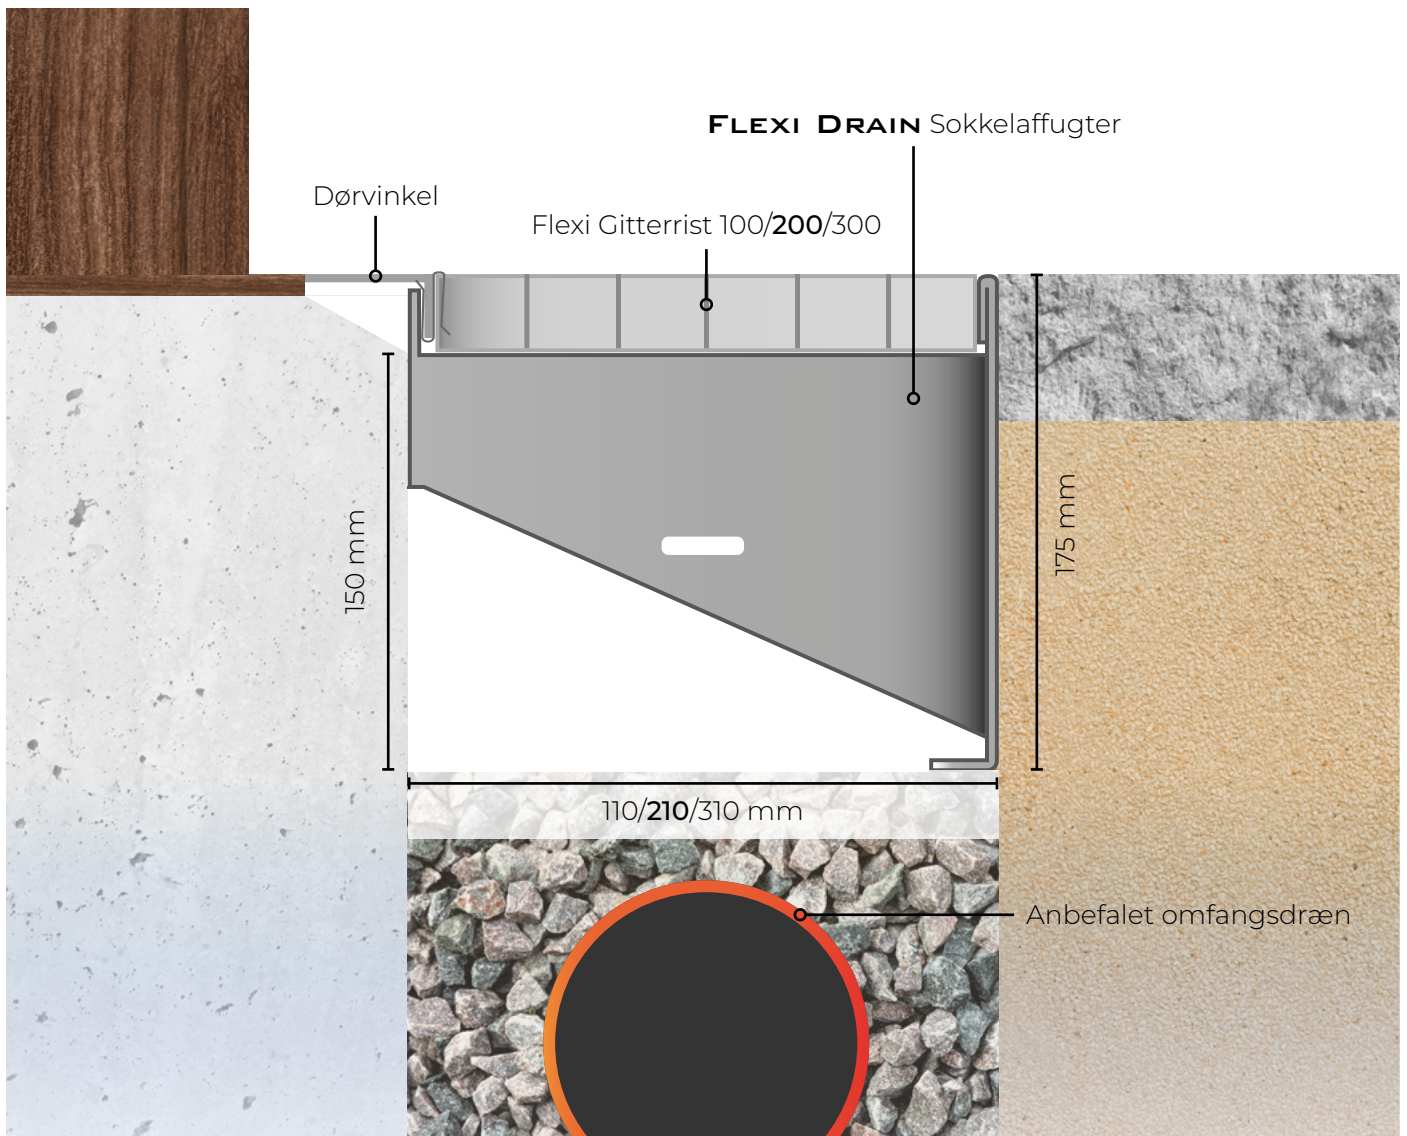 FLEXI DRAIN Sokkelaffugter
Dørvinkel
Flexi Gitterrist 100/200/300
150 mm
175 mm
110/210/310 mm
Anbefalet omfangsdræn